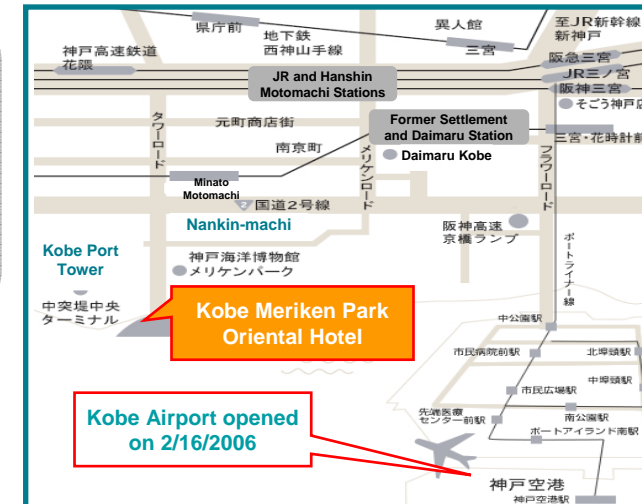 県庁前
地下鉄
西神山手線
異人館
三宮
至JR新幹線
新神戸
神戸高速鉄道
花隈
阪急三宮
JR三ノ宮
阪神三宮
JR and Hanshin
Motomachi Stations
そごう神戸店
元町商店街
Former Settlement
and Daimaru Station
三宮・花時計前
タワーロード
南京町
メリケンロード
Daimaru Kobe
フラワーロード
Minato
Motomachi
2
国道2号線
Nankin-machi
阪神高速
京橋ランプ
ポートライナー線
Kobe Port
Tower
神戸海洋博物館
メリケンパーク
中突堤中央
ターミナル
Kobe Meriken Park
Oriental Hotel
中公園駅
市民病院前駅
北埠頭駅
中埠頭駅
市民広場駅
Kobe Airport opened
on 2/16/2006
先端医療
センター前駅
南公園駅
ポートアイランド南駅
神戸空港
神戸空港駅